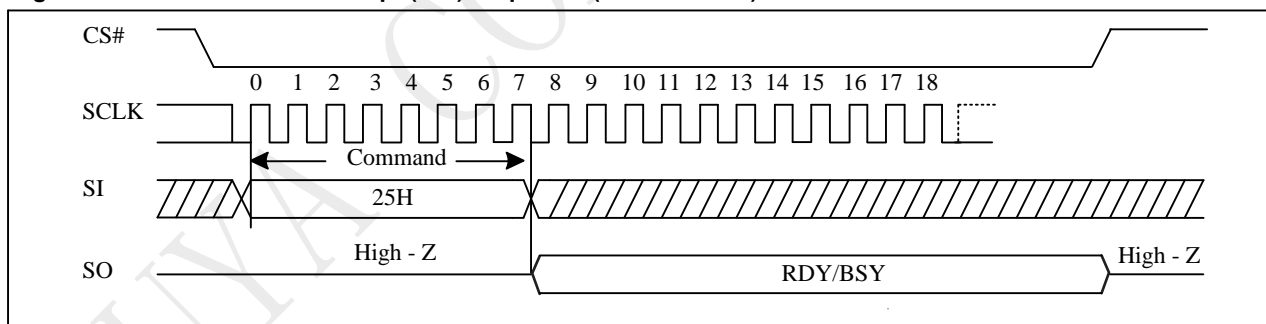 CS#
0 1 2 3 4 5 6 7 8 9 10 11 12 13 14 15 16 17 18
SCLK
Command
SI
25H
High - Z
High - Z
SO
RDY/BSY